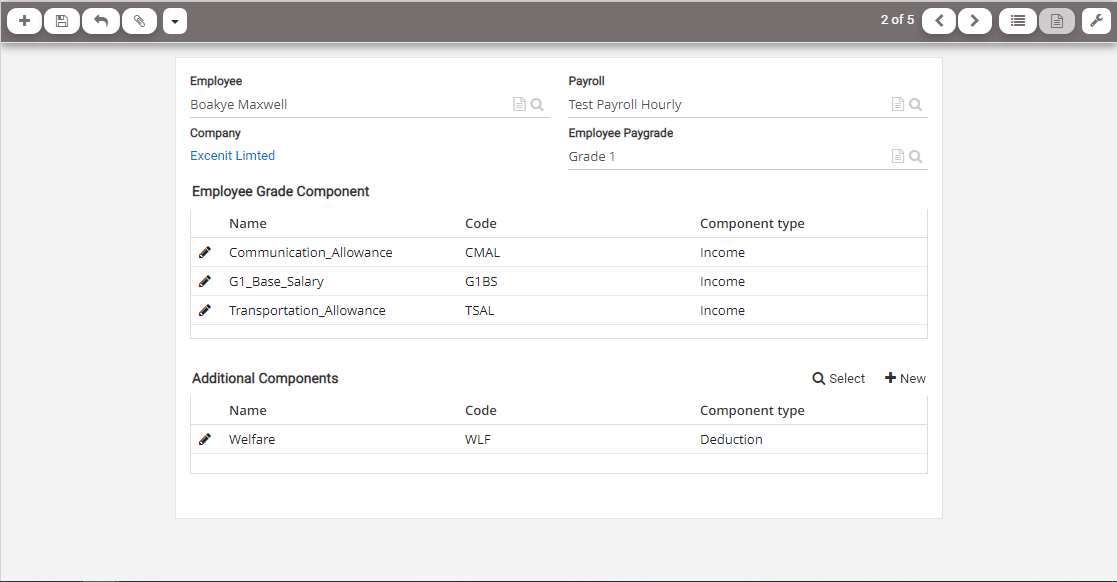 2 of 5
Employee
Payroll
Boakye Maxwell
Test Payroll Hourly
Company
Employee Paygrade
Excenit Limted
Grade 1
Employee Grade Component
Name Code Component type
Communication_Allowance CMAL Income
G1_Base_Salary G1BS Income
Transportation_Allowance TSAL Income
Additional Components Select New
Name Code Component type
Welfare WLF Deduction